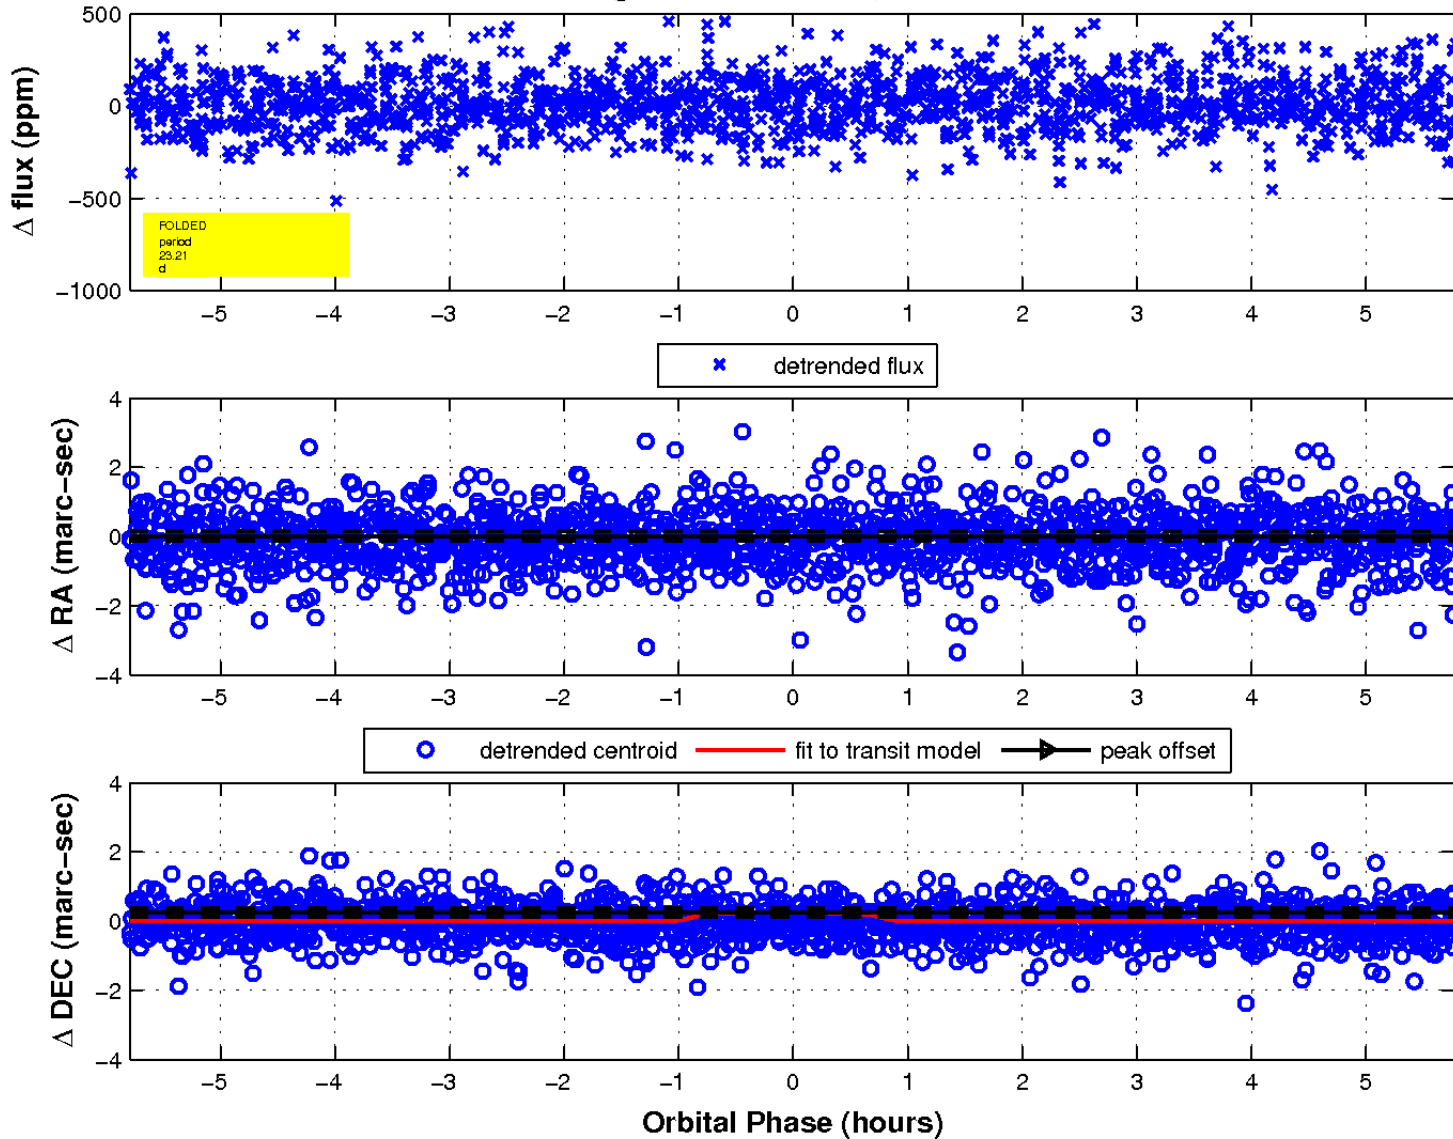 500
0
−500
−1000
Δ flux (ppm)
FOLDED
period
23.21
d
−5 −4 −3 −2 −1 0 1 2 3 4 5
detrended flux
4
2
0
−2
−4
Δ RA (marc−sec)
−5 −4 −3 −2 −1 0 1 2 3 4 5
detrended centroid fit to transit model peak offset
4
2
0
−2
−4
Δ DEC (marc−sec)
−5 −4 −3 −2 −1 0 1 2 3 4 5
Orbital Phase (hours)